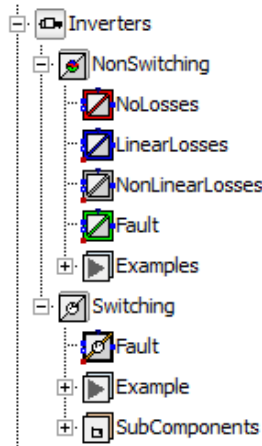 Inverters
NonSwitching
NoLosses
LinearLosses
NonLinearLosses
Fault
Examples
Switching
Fault
Example
SubComponents